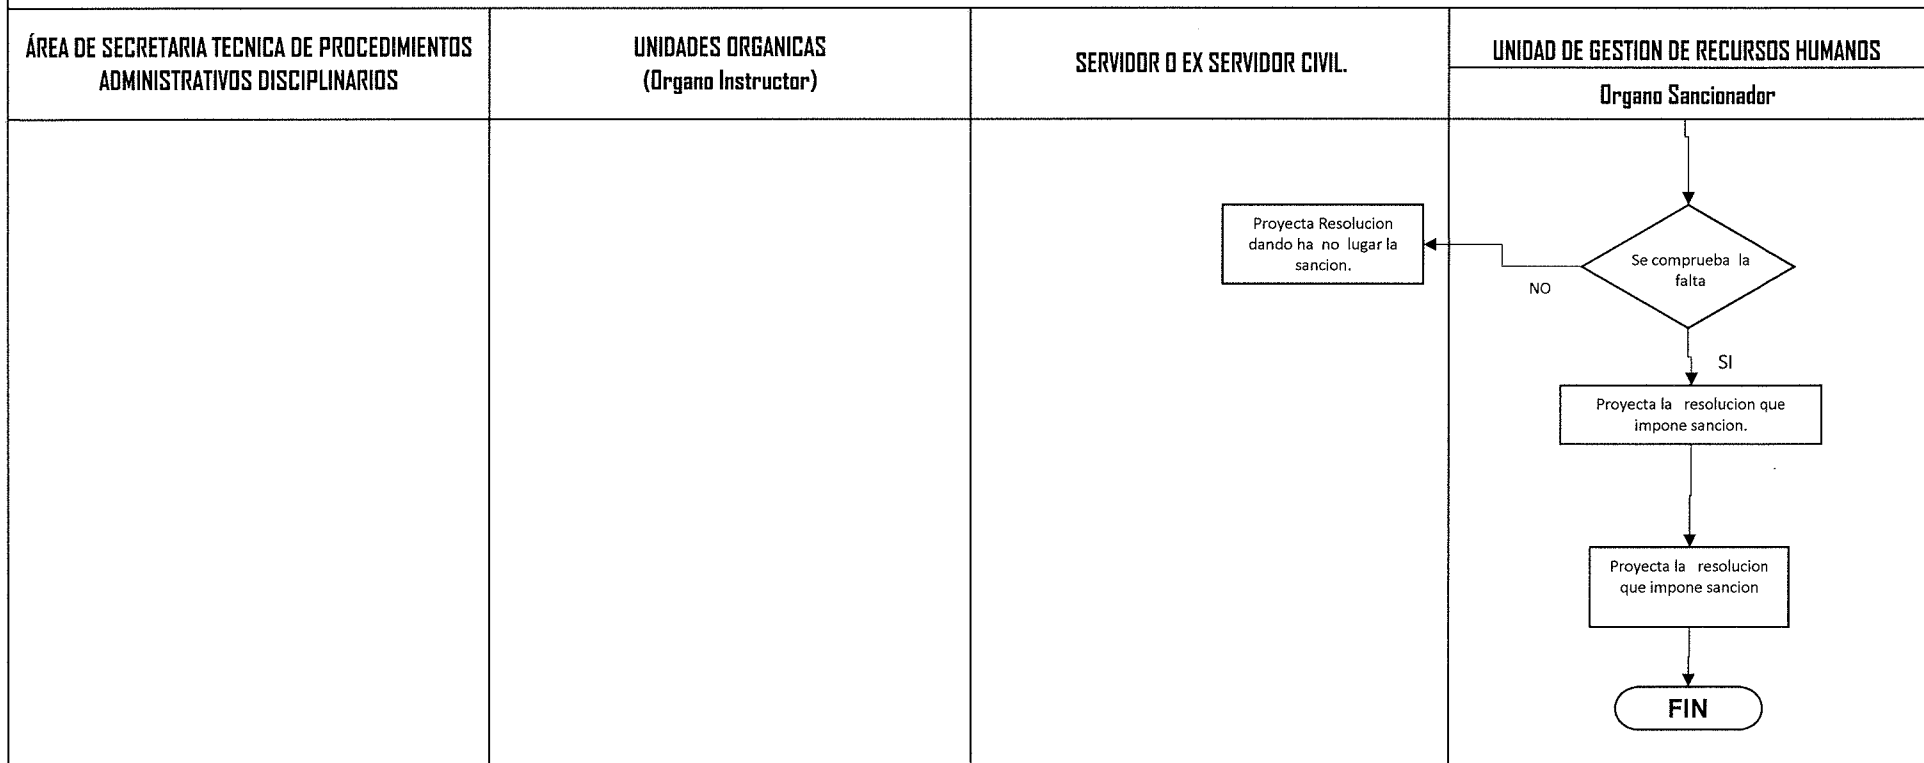 ÁREA DE SECRETARIA TECNICA DE PROCEDIMIENTOS
ADMINISTRATIVOS DISCIPLINARIOS
UNIDADES ORGANICAS
(Organo Instructor)
SERVIDOR O EX SERVIDOR CIVIL.
UNIDAD DE GESTION DE RECURSOS HUMANOS
Organo Sancionador
Proyecta Resolucion
dando ha no lugar la
sancion.
Se comprueba la
falta
NO
SI
Proyecta la resolucion que
impone sancion.
Proyecta la resolucion
que impone sancion
FIN